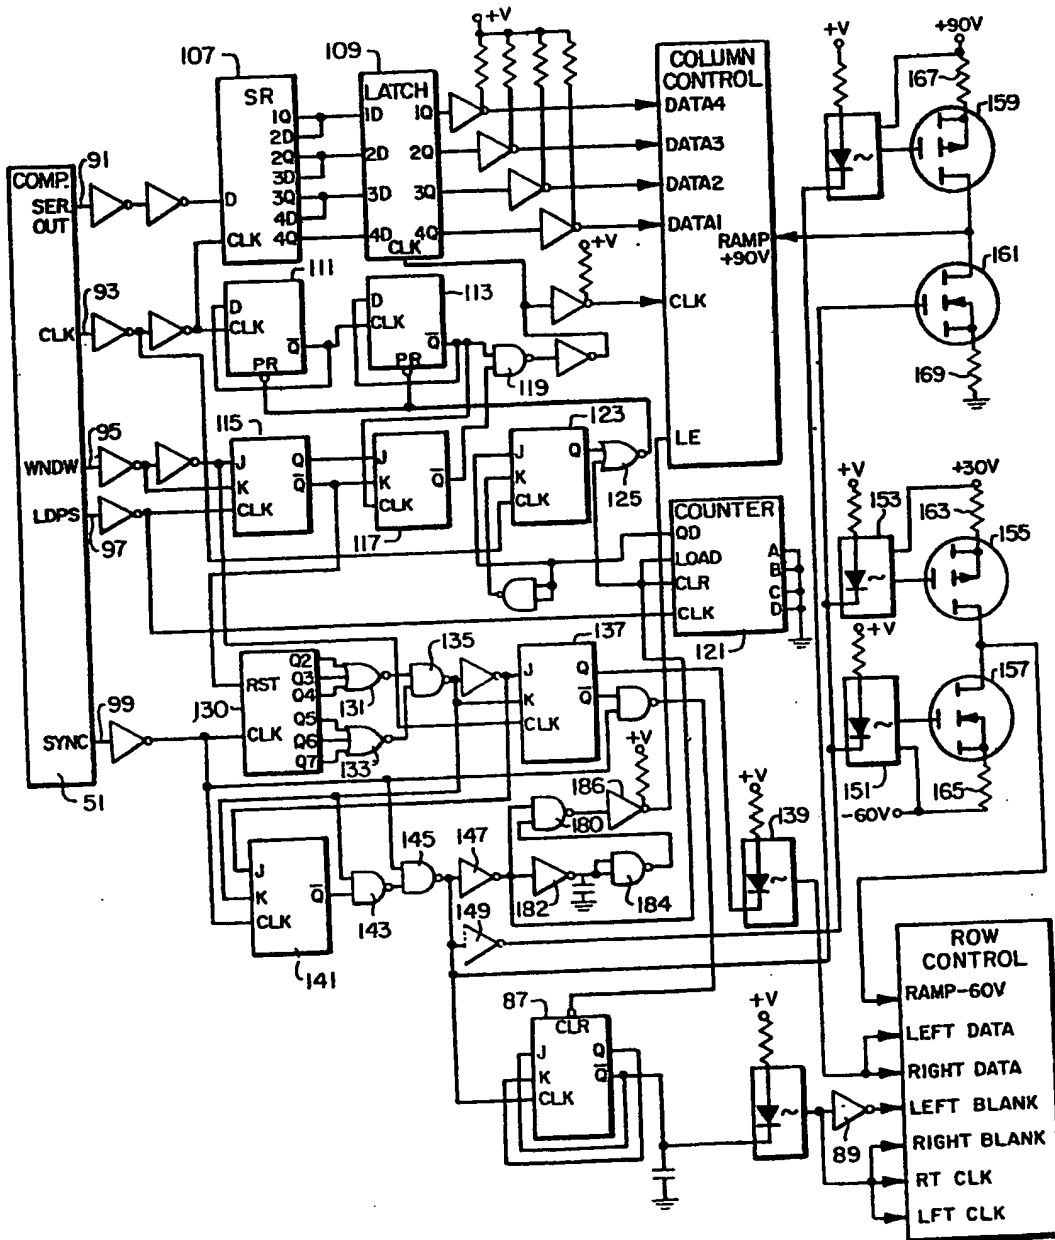 +V
+90V
+V
107
109
167
159
SR
1Q
2D
2Q
3D
3Q
4D
4Q
D
CLK
LATCH
1D
2D
3D
4D
1Q
2Q
3Q
4Q
CLK
COLUMN
CONTROL
DATA4
DATA3
DATA2
DATA1
RAMP
+90V
CLK
LE
~
COMP.
SER
OUT
91
CLK
93
WNDW
95
LDPS
97
SYNC
99
51
111
D
CLK
Q
PR
113
D
CLK
Q
PR
+V
119
161
169
115
J
K
CLK
Q
Q
J
K
CLK
Q
117
123
J
K
CLK
Q
125
COUNTER
QD
LOAD
CLR
CLK
A
B
C
D
121
+V
153
~
+30V
163
155
+V
151
~
157
165
-60V
RST
CLK
130
Q2
Q3
Q4
Q5
Q6
Q7
131
133
135
137
J
K
CLK
Q
Q
+V
186
180
182
184
+V
139
~
J
K
CLK
Q
141
143
145
147
149
87
CLR
J
K
CLK
Q
Q
+V
~
89
ROW
CONTROL
RAMP-60V
LEFT DATA
RIGHT DATA
LEFT BLANK
RIGHT BLANK
RT CLK
LFT CLK